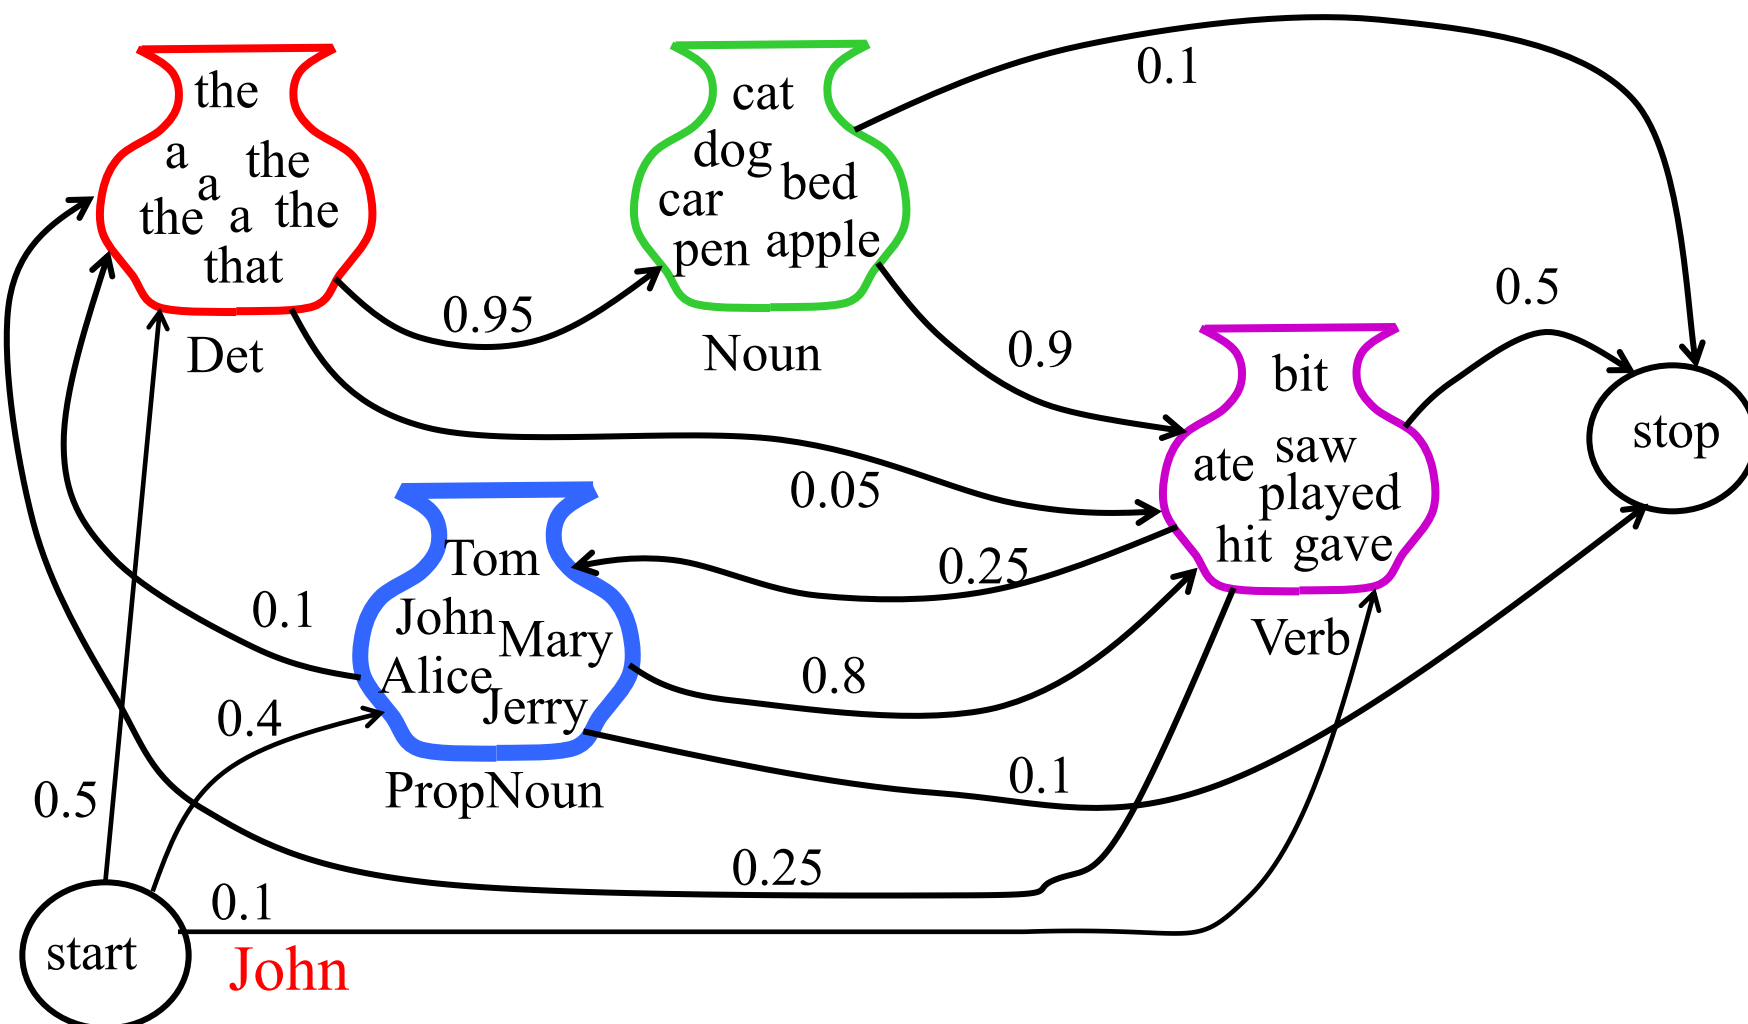 the
a
the
a
the
a
the
that
Det
cat
dog
bed
car
pen
apple
Noun
0.1
0.95
0.9
0.5
bit
saw
ate
played
hit
gave
Verb
stop
0.05
0.25
Tom
John
Mary
Alice
Jerry
PropNoun
0.1
0.8
0.4
0.1
0.5
0.25
0.1
start
John